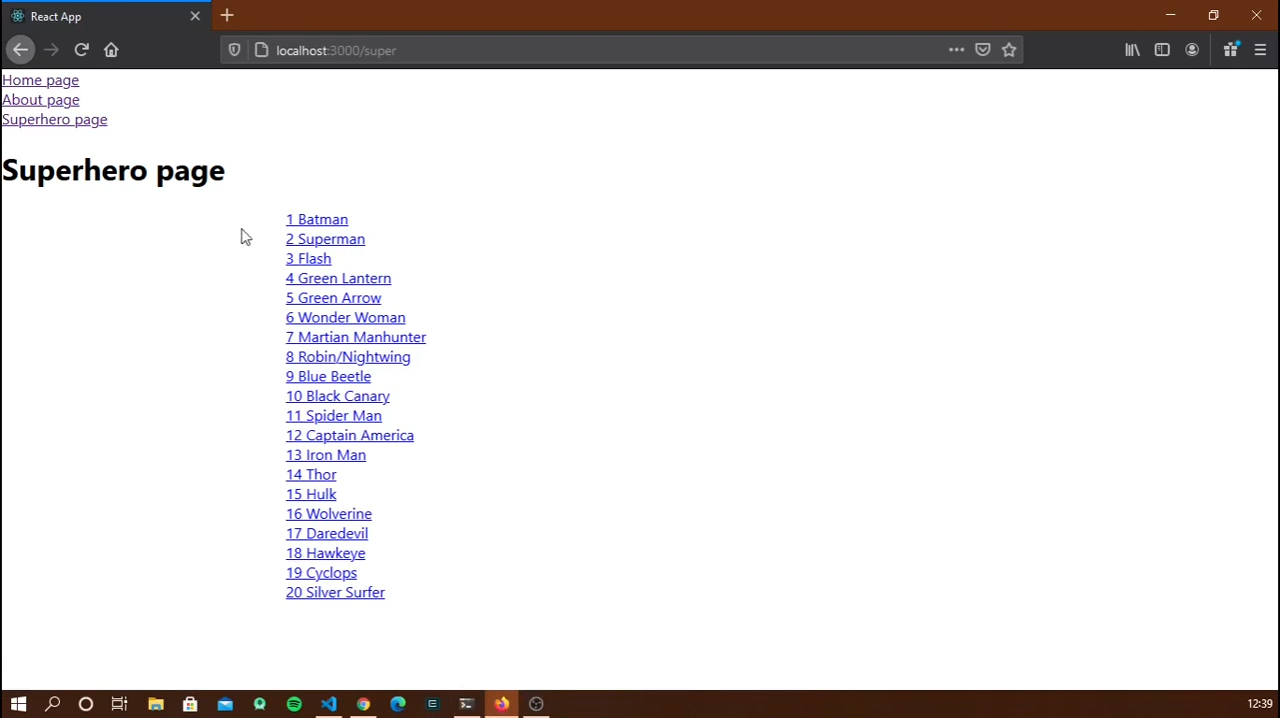 React App
localhost:3000/super
Home page
About page
Superhero page
Superhero page
1 Batman
2 Superman
3 Flash
4 Green Lantern
5 Green Arrow
6 Wonder Woman
7 Martian Manhunter
8 Robin/Nightwing
9 Blue Beetle
10 Black Canary
11 Spider Man
12 Captain America
13 Iron Man
14 Thor
15 Hulk
16 Wolverine
17 Daredevil
18 Hawkeye
19 Cyclops
20 Silver Surfer
12:39